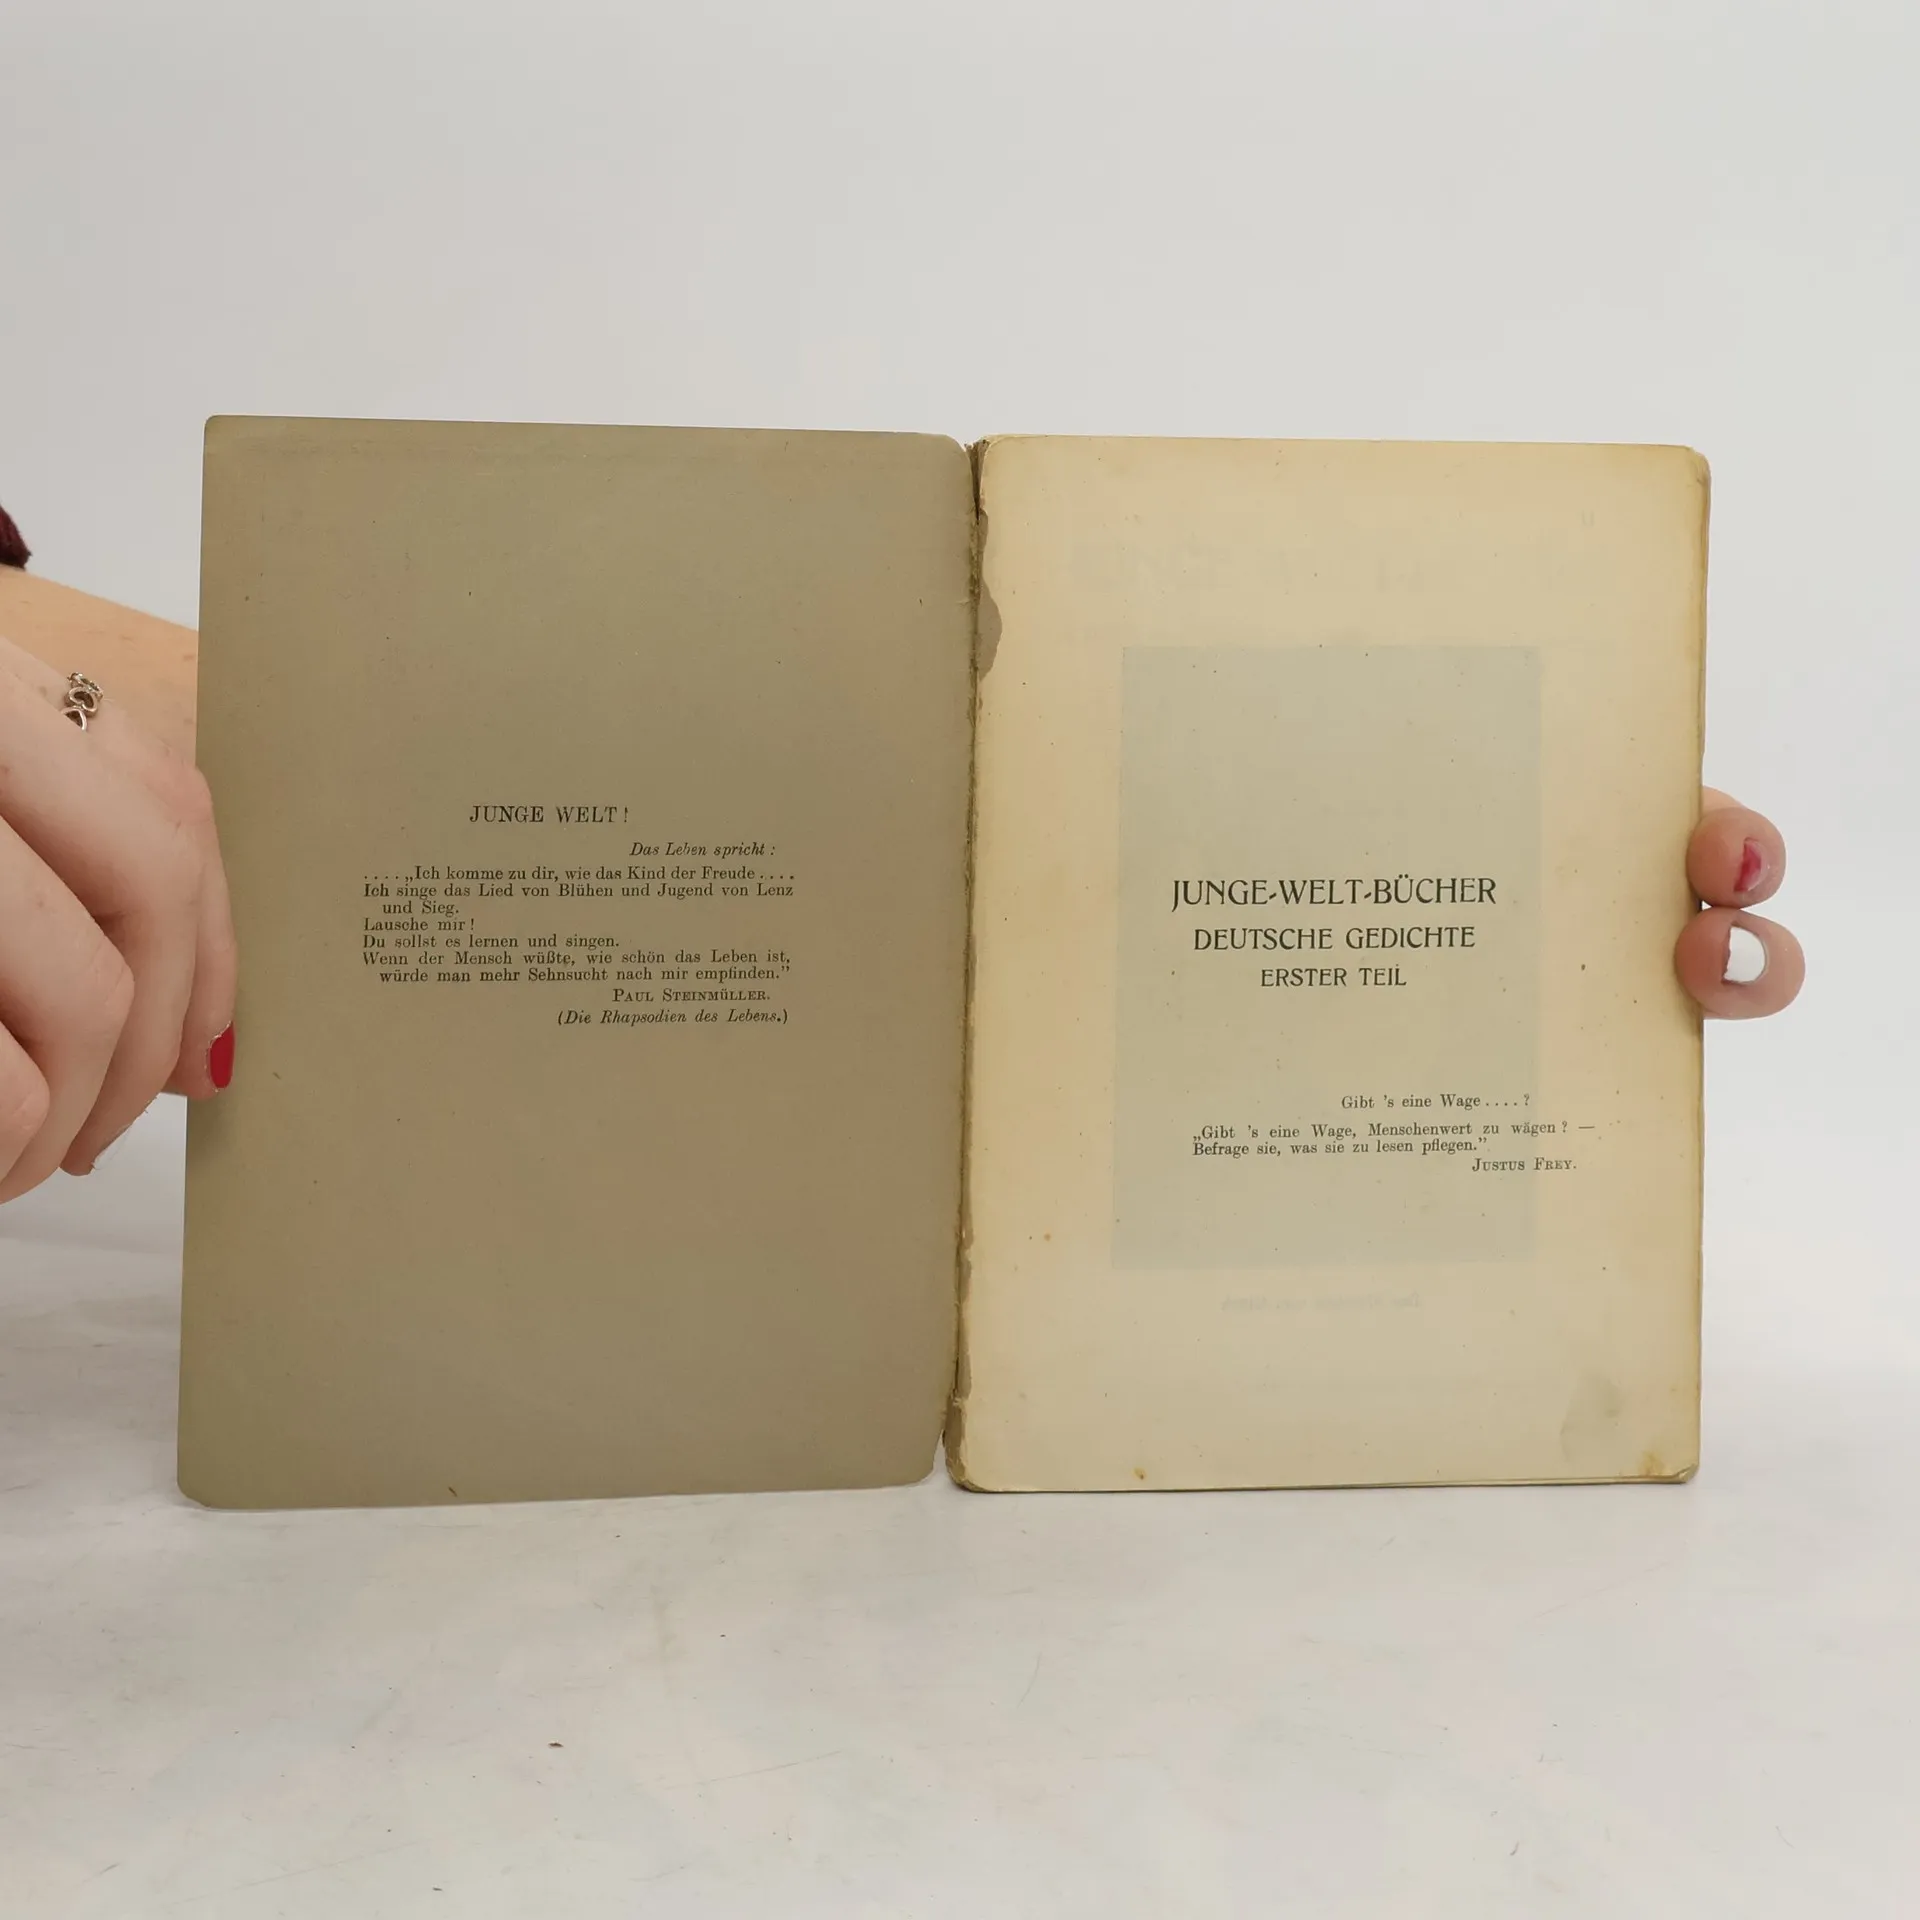 JUNGE WELT!
Das Leben spricht:
....„Ich komme zu dir, wie das Kind der Freude....
Ich singe das Lied von Blühen und Jugend von Lenz
und Sieg.
Lausche mir!
Du sollst es lernen und singen.
Wenn der Mensch wüßte, wie schön das Leben ist,
würde man mehr Sehnsucht nach mir empfinden.”
PAUL STEINMÜLLER.
(Die Rhapsodien des Lebens.)
JUNGE-WELT-BÜCHER
DEUTSCHE GEDICHTE
ERSTER TEIL
Gibt 's eine Wage....?
„Gibt 's eine Wage, Menschenwert zu wägen? —
Befrage sie, was sie zu lesen pflegen.”
JUSTUS FREY.